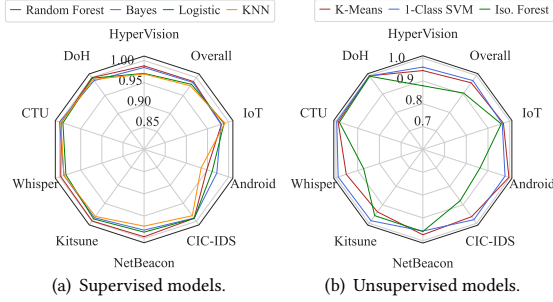 Random Forest Bayes Logistic KNN
HyperVision
DoH Overall
1.00
0.95
CTU 0.90 IoT
0.85
Whisper Android
Kitsune CIC-IDS
NetBeacon
(a) Supervised models.
K-Means 1-Class SVM Iso. Forest
HyperVision
DoH Overall
1.0
0.9
CTU 0.8 IoT
0.7
Whisper Android
Kitsune CIC-IDS
NetBeacon
(b) Unsupervised models.